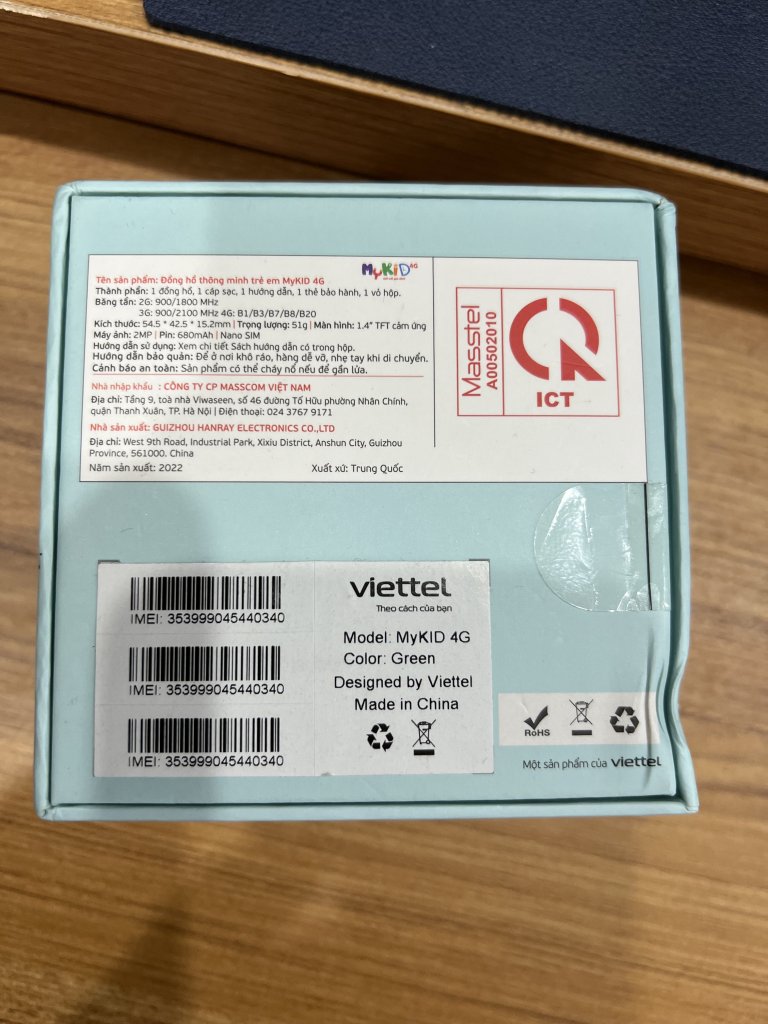 MyKID 4G
Tên sản phẩm: Đồng hồ thông minh trẻ em MyKID 4G
Thành phần: 1 đồng hồ, 1 cáp sạc, 1 hướng dẫn, 1 thẻ bảo hành, 1 vỏ hộp.
Băng tần: 2G: 900/1800 MHz
3G: 900/2100 MHz 4G: B1/B3/B7/B8/B20
Kích thước: 54.5 * 42.5 * 15.2mm | Trọng lượng: 51g | Màn hình: 1.4” TFT cảm ứng
Máy ảnh: 2MP | Pin: 680mAh | Nano SIM
Hướng dẫn sử dụng: Xem chi tiết Sách hướng dẫn có trong hộp.
Hướng dẫn bảo quản: Để ở nơi khô ráo, hàng dễ vỡ, nhẹ tay khi di chuyển.
Cảnh báo an toàn: Sản phẩm có thể cháy nổ nếu để gần lửa.
Nhà nhập khẩu : CÔNG TY CP MASSCOM VIỆT NAM
Địa chỉ: Tầng 9, toà nhà Viwaseen, số 46 đường Tố Hữu phường Nhân Chính,
quận Thanh Xuân, TP. Hà Nội | Điện thoại: 024 3767 9171
Nhà sản xuất: GUIZHOU HANRAY ELECTRONICS CO.,LTD
Địa chỉ: West 9th Road, Industrial Park, Xixiu District, Anshun City, Guizhou
Province, 561000. China
Năm sản xuất: 2022 Xuất xứ: Trung Quốc
Masstel
A00502010
ICT
IMEI: 353999045440340
IMEI: 353999045440340
IMEI: 353999045440340
viettel
Theo cách của bạn
Model: MyKID 4G
Color: Green
Designed by Viettel
Made in China
RoHS
Một sản phẩm của viettel